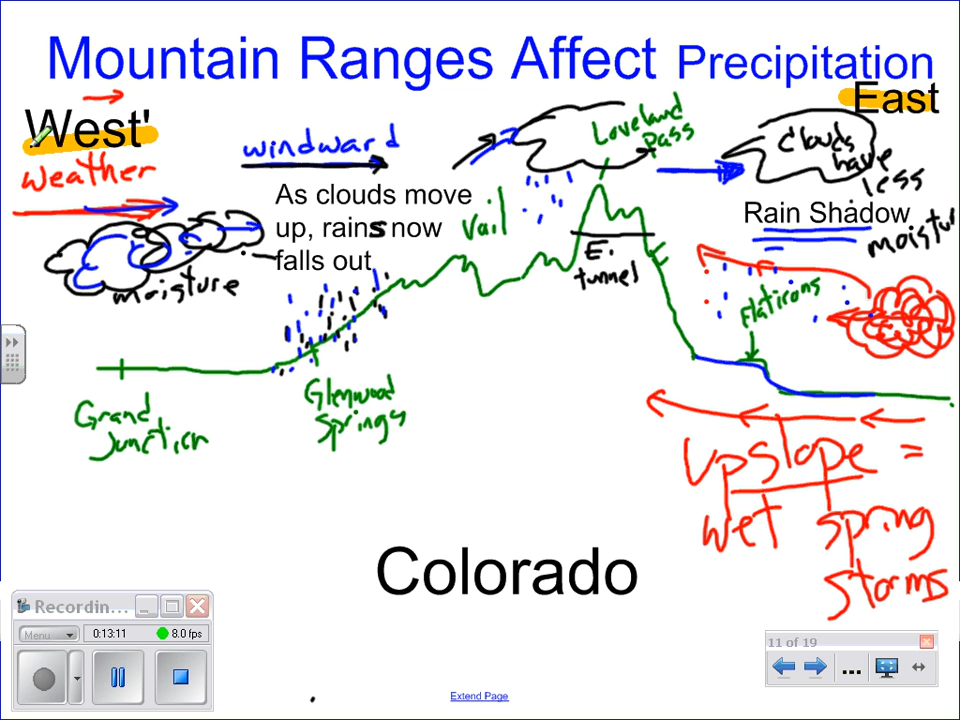 Mountain Ranges Affect Precipitation
West'
East
weather
windward
Loveland
Pass
clouds
have
less
moistur
As clouds move
up, rains now
falls out
Vail
Rain Shadow
moisture
E.
tunnel
Flatirons
Grand
Junction
Glenwood
Springs
upslope =
wet spring
storms
Colorado
Recordin...
Menu
0:13:11
8.0 fps
11 of 19
...
Extend Page